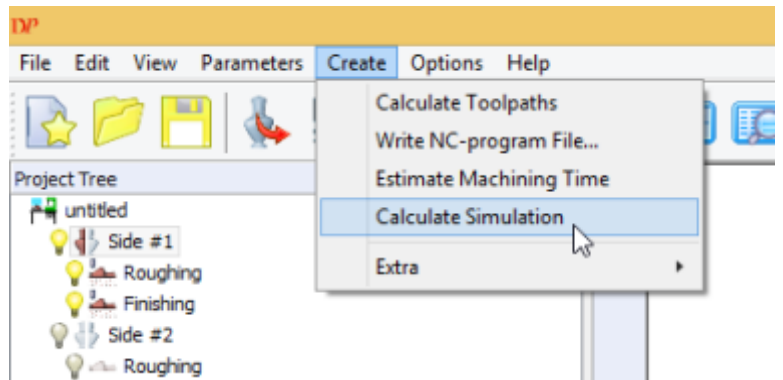 DP
File Edit View Parameters Create Options Help
Calculate Toolpaths
Write NC-program File...
Estimate Machining Time
Calculate Simulation
Extra
Project Tree
untitled
Side #1
Roughing
Finishing
Side #2
Roughing